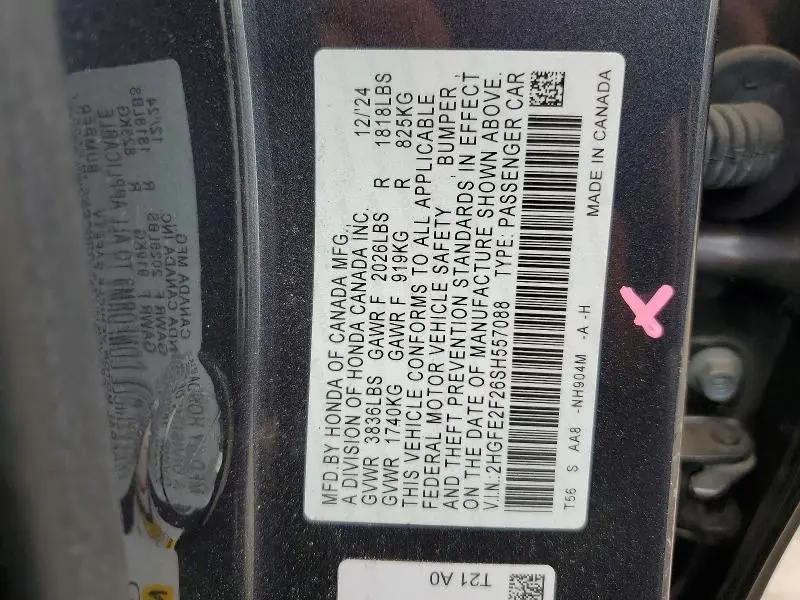 MFD.BY HONDA OF CANADA MFG. 12/'24
A DIVISION OF HONDA CANADA INC.
GVWR 3836LBS GAWR F 2026LBS R 1818LBS
GVWR 1740KG GAWR F 919KG R 825KG
THIS VEHICLE CONFORMS TO ALL APPLICABLE
FEDERAL MOTOR VEHICLE SAFETY , BUMPER ,
AND THEFT PREVENTION STANDARDS IN EFFECT
ON THE DATE OF MANUFACTURE SHOWN ABOVE.
V.I.N.:2HGFE2F26SH557088 TYPE: PASSENGER CAR
T56 S AA8 -NH904M -A -H
MADE IN CANADA
T21 A0